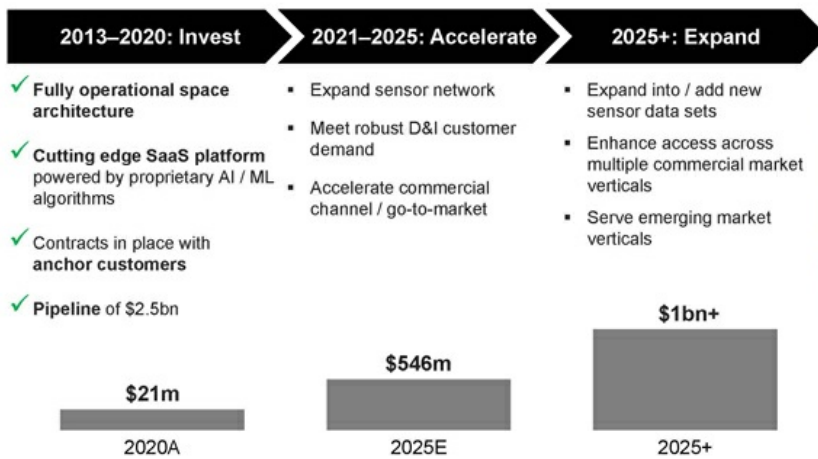 2013–2020: Invest
✓ Fully operational space
architecture
✓ Cutting edge SaaS platform
powered by proprietary AI / ML
algorithms
✓ Contracts in place with
anchor customers
✓ Pipeline of $2.5bn
2021–2025: Accelerate
▪ Expand sensor network
▪ Meet robust D&I customer
demand
▪ Accelerate commercial
channel / go-to-market
2025+: Expand
▪ Expand into / add new
sensor data sets
▪ Enhance access across
multiple commercial market
verticals
▪ Serve emerging market
verticals
$21m
2020A
$546m
2025E
$1bn+
2025+